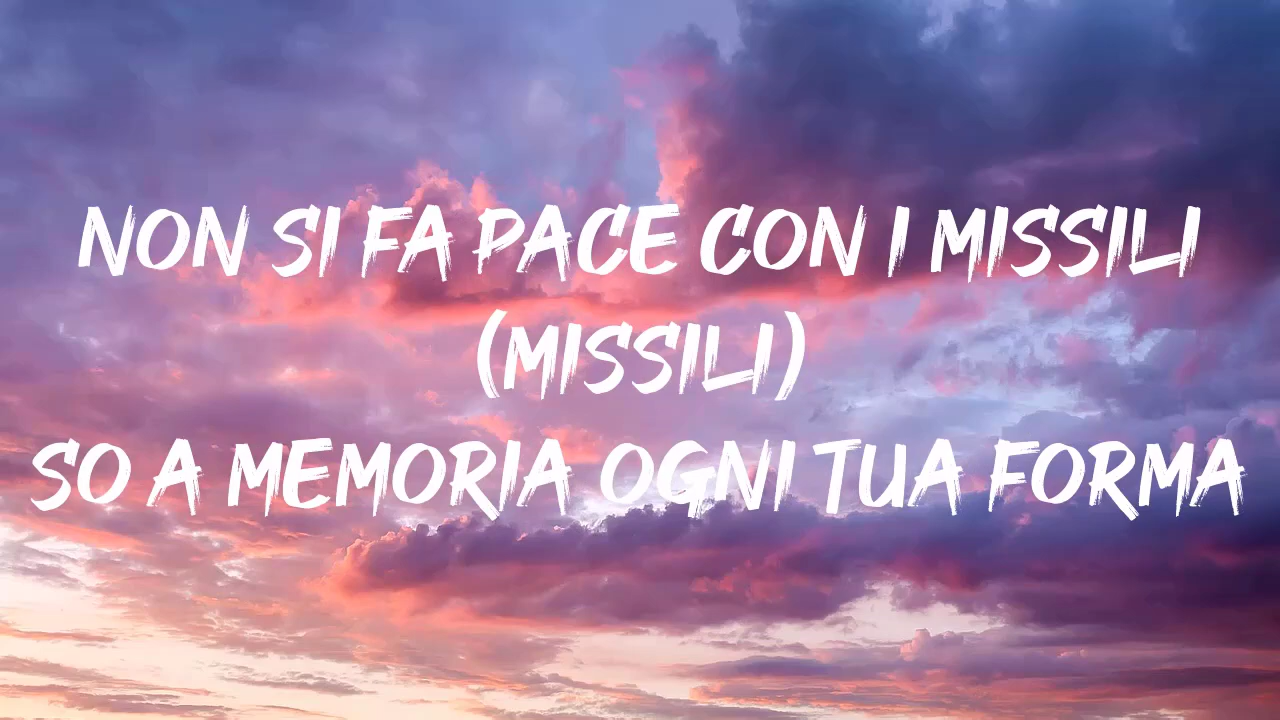 NON SI FA PACE CON I MISSILI
(MISSILI)
SO A MEMORIA OGNI TUA FORMA